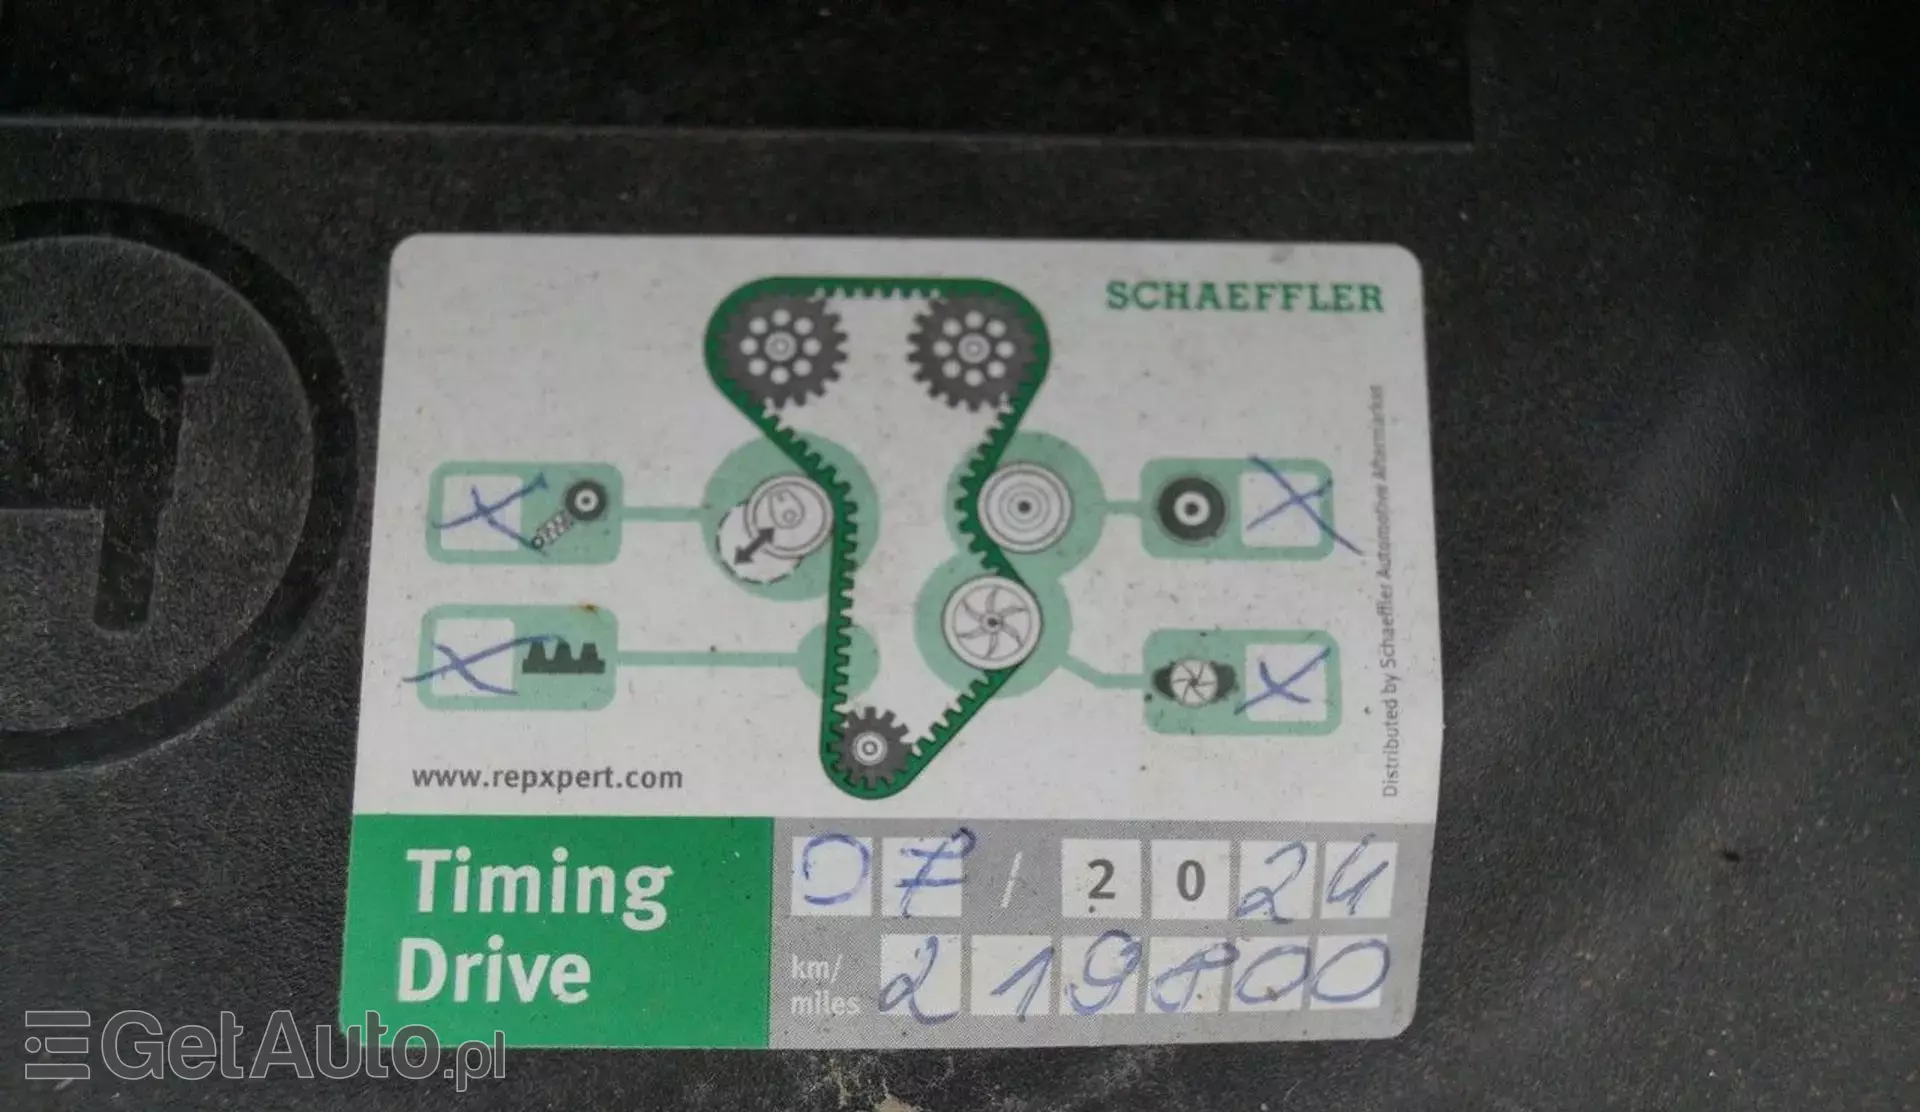 SCHAEFFLER
X X
X X
Distributed by Schaeffler Automotive Aftermarket
www.repxpert.com
Timing
Drive
07 / 2024
km/
miles
219800
GetAuto.pl